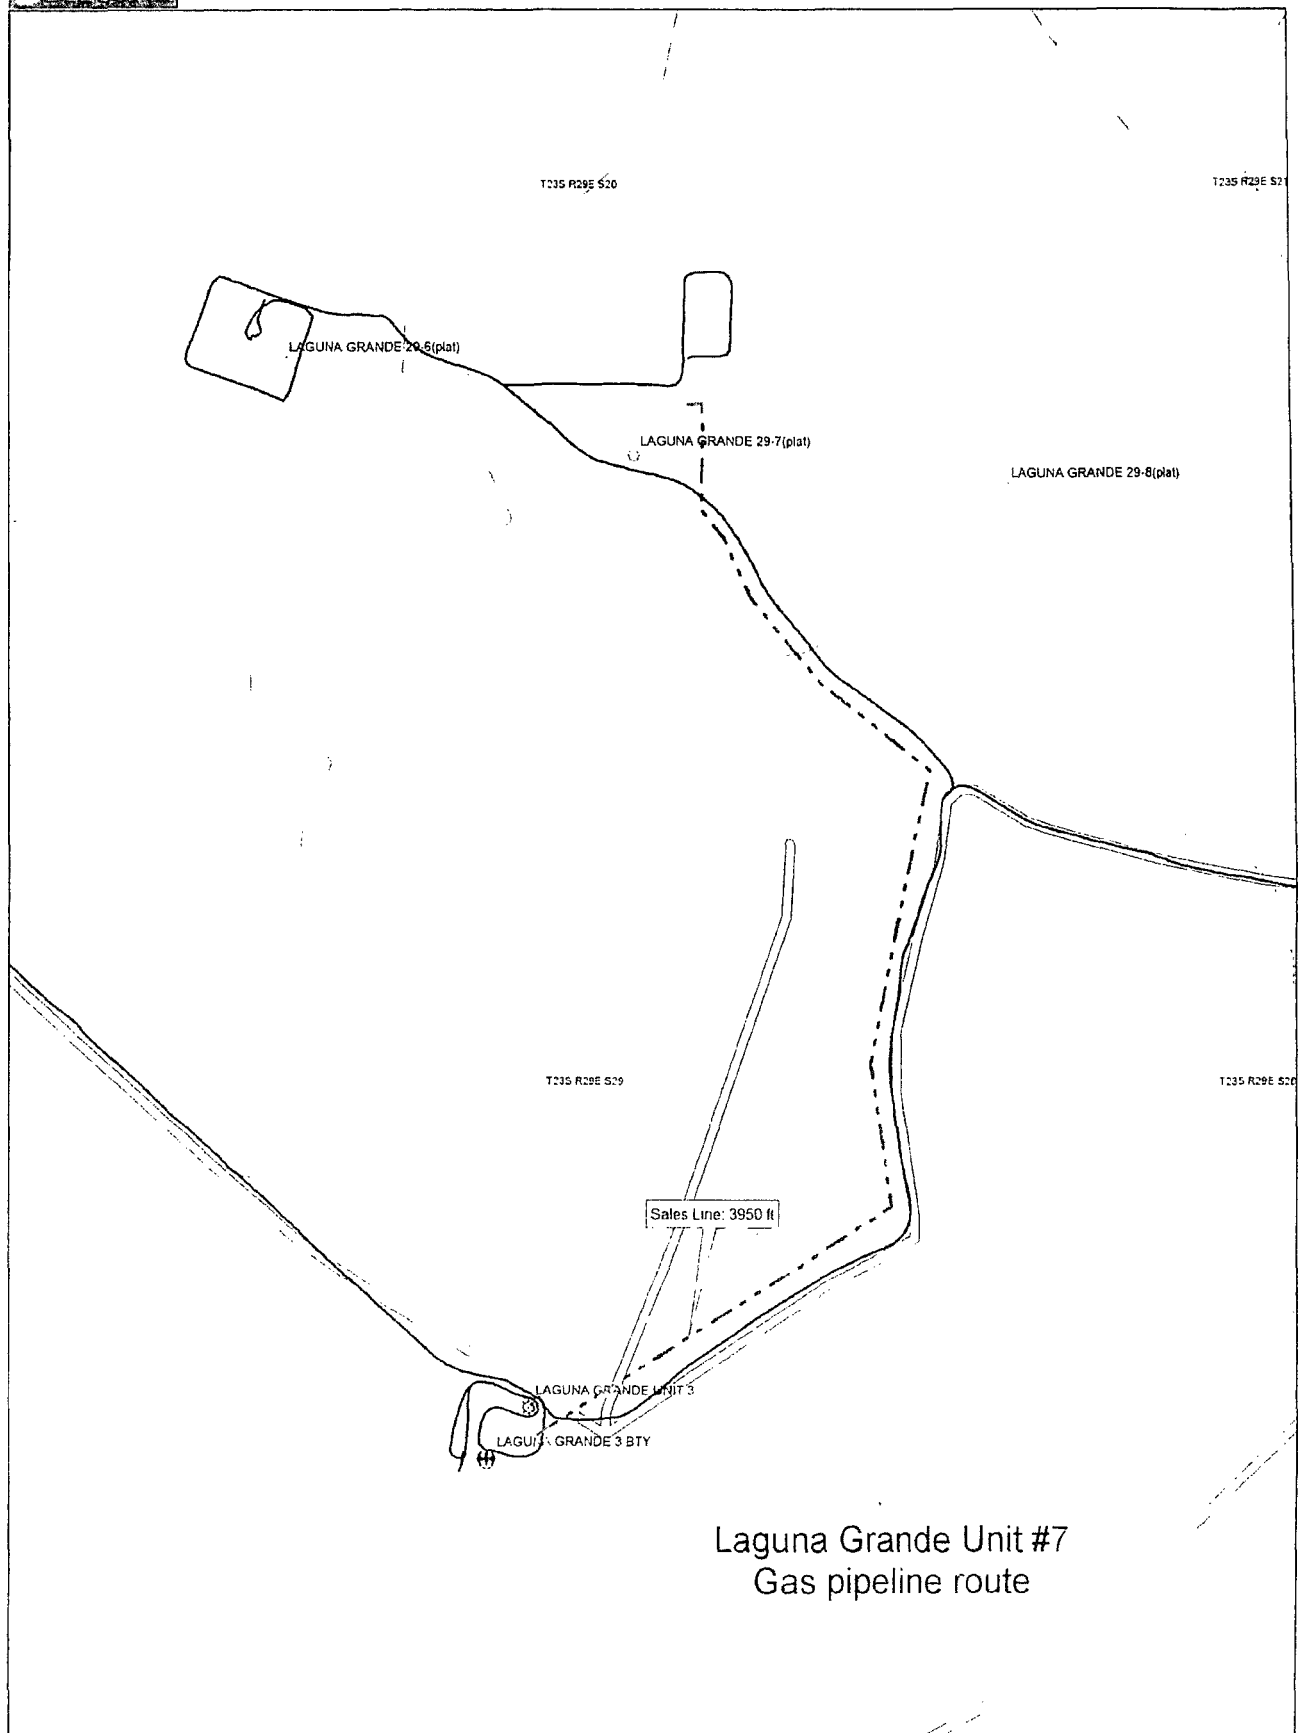 T23S R29E S20
T23S R29E S21
LAGUNA GRANDE 29-6(plat)
LAGUNA GRANDE 29-7(plat)
LAGUNA GRANDE 29-8(plat)
T23S R29E S29
T23S R29E S28
Sales Line: 3950 ft
LAGUNA GRANDE UNIT 3
LAGUNA GRANDE 3 BTY
Laguna Grande Unit #7
Gas pipeline route